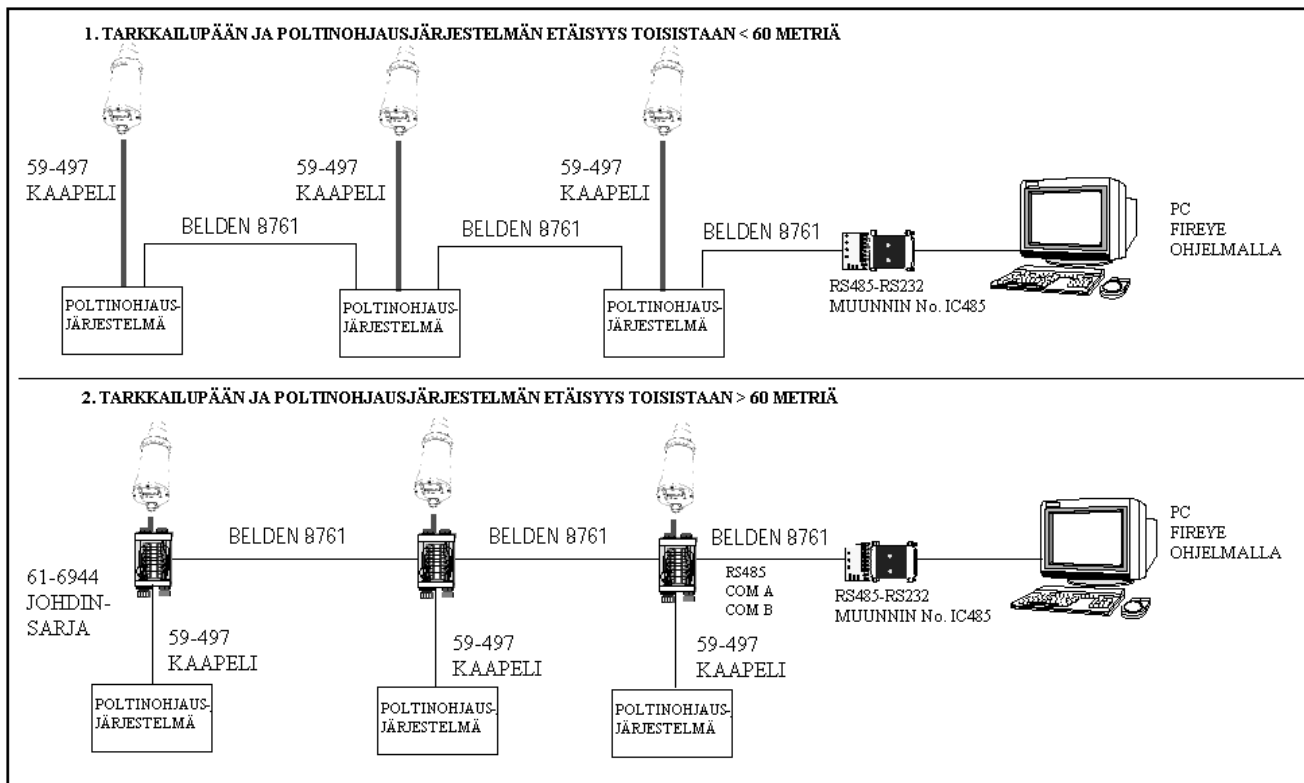 1. TARKKAILUPÄÄN JA POLTINOHJAUSJÄRJESTELMÄN ETÄISYYS TOISISTAAN < 60 METRIÄ
59-497
KAAPELI
59-497
KAAPELI
59-497
KAAPELI
BELDEN 8761
BELDEN 8761
BELDEN 8761
PC
FIREYE
OHJELMALLA
RS485-RS232
MUUNNIN No. IC485
POLTINOHJAUS-
JÄRJESTELMÄ
POLTINOHJAUS-
JÄRJESTELMÄ
POLTINOHJAUS-
JÄRJESTELMÄ
2. TARKKAILUPÄÄN JA POLTINOHJAUSJÄRJESTELMÄN ETÄISYYS TOISISTAAN > 60 METRIÄ
BELDEN 8761
BELDEN 8761
BELDEN 8761
PC
FIREYE
OHJELMALLA
61-6944
JOHDIN-
SARJA
RS485
COM A
COM B
RS485-RS232
MUUNNIN No. IC485
59-497
KAAPELI
59-497
KAAPELI
59-497
KAAPELI
POLTINOHJAUS-
JÄRJESTELMÄ
POLTINOHJAUS-
JÄRJESTELMÄ
POLTINOHJAUS-
JÄRJESTELMÄ